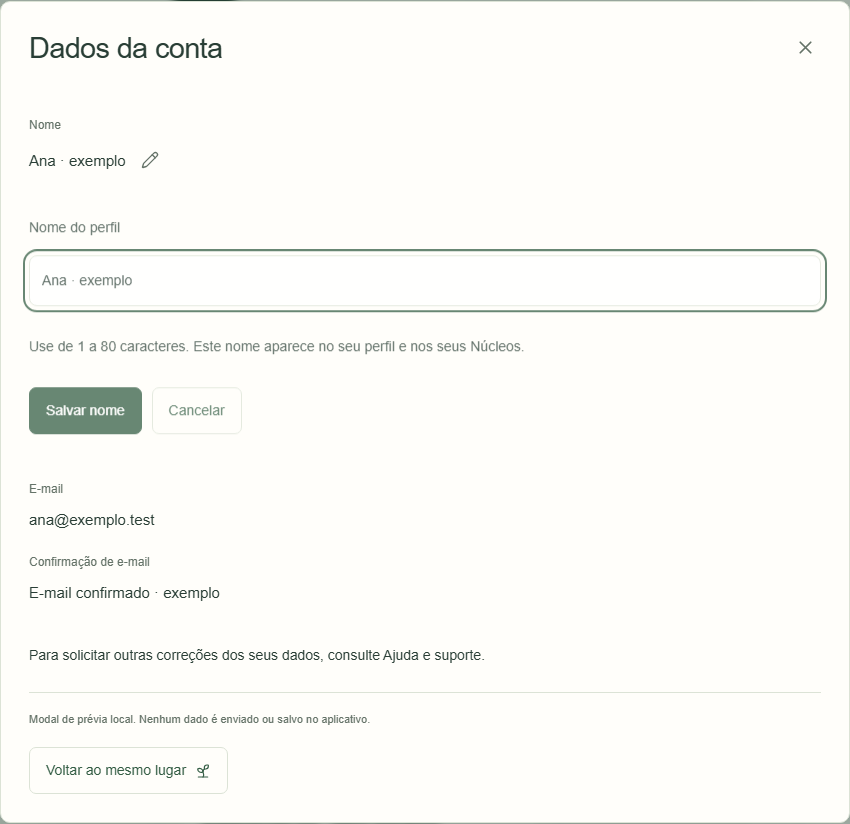 Dados da conta
Nome
Ana · exemplo
Nome do perfil
Ana · exemplo
Use de 1 a 80 caracteres. Este nome aparece no seu perfil e nos seus Núcleos.
Salvar nome
Cancelar
E-mail
ana@exemplo.test
Confirmação de e-mail
E-mail confirmado · exemplo
Para solicitar outras correções dos seus dados, consulte Ajuda e suporte.
Modal de prévia local. Nenhum dado é enviado ou salvo no aplicativo.
Voltar ao mesmo lugar